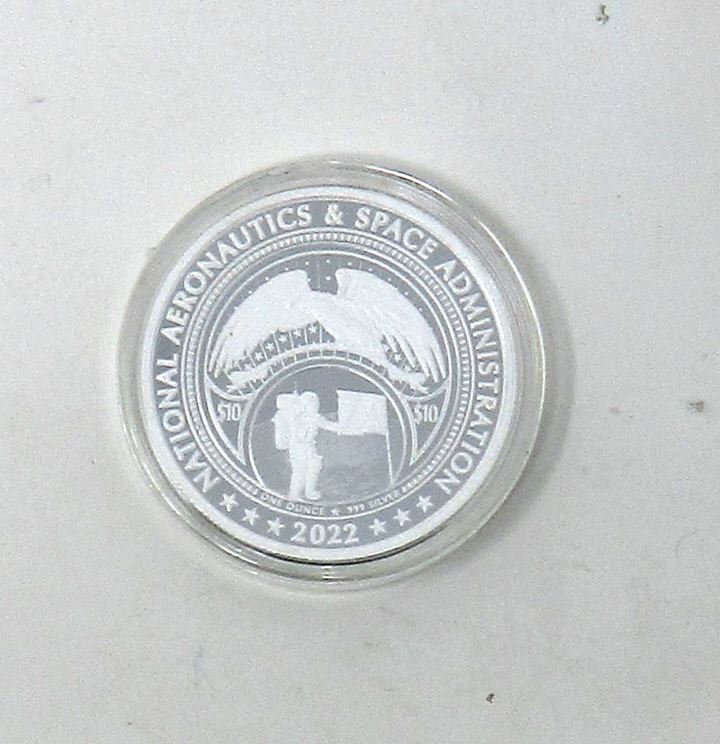 NATIONAL AERONAUTICS & SPACE ADMINISTRATION
$10 $10
ONE OUNCE ★ 999 SILVER
★ ★ ★ 2022 ★ ★ ★